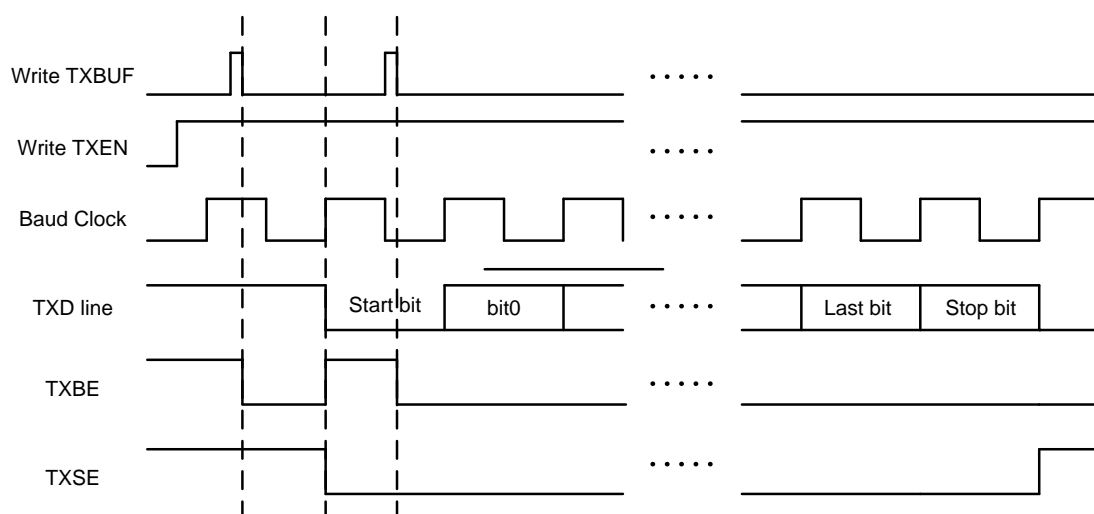 Write TXBUF
Write TXEN
Baud Clock
TXD line
Start bit
bit0
Last bit
Stop bit
TXBE
TXSE